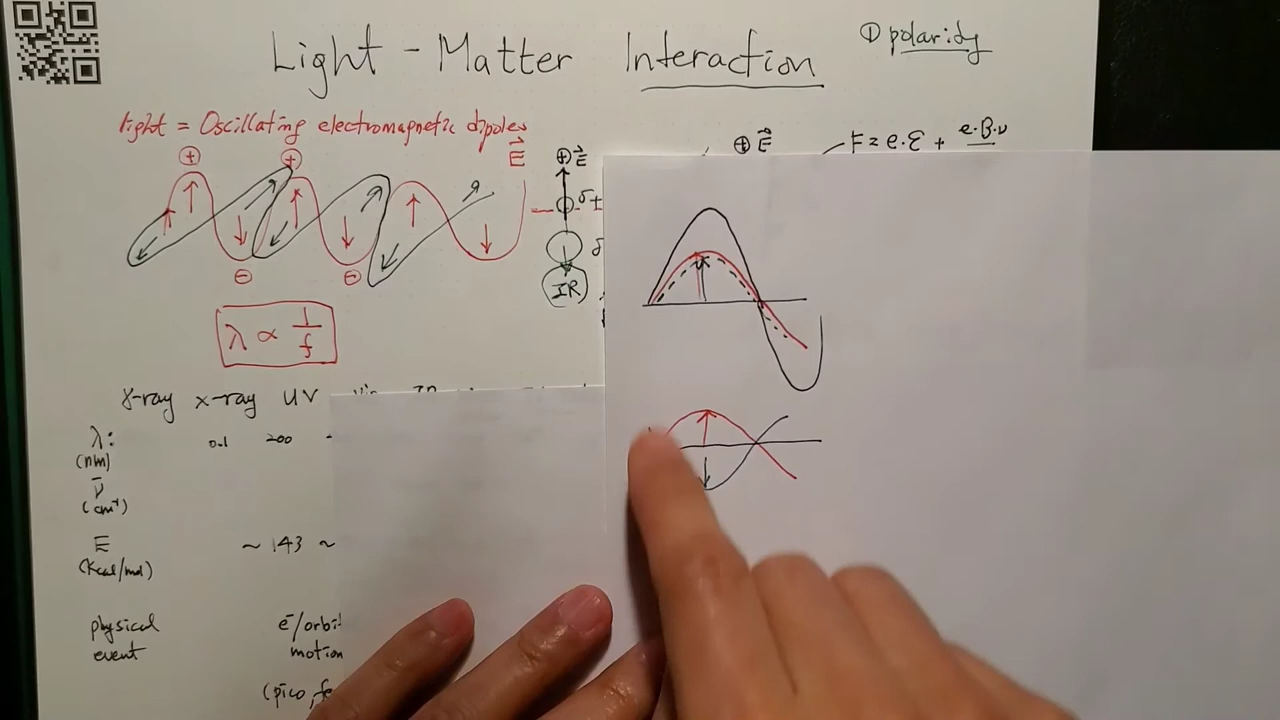 Light - Matter Interaction
① polarity
light = Oscillating electromagnetic dipoles
⊕ ⊕ E⃗ ⊕ E⃗ ⊕ E⃗ F = e.ε + e.B.v
δ+
δ
⊖ ⊖ IR
λ ∝ 1/f
γ-ray x-ray UV
λ: 0.1 200
(nm)
ν̄
(cm⁻¹)
E ~ 143 ~
(Kcal/mol)
physical e⁻/orbi
event motion
(pico, fe